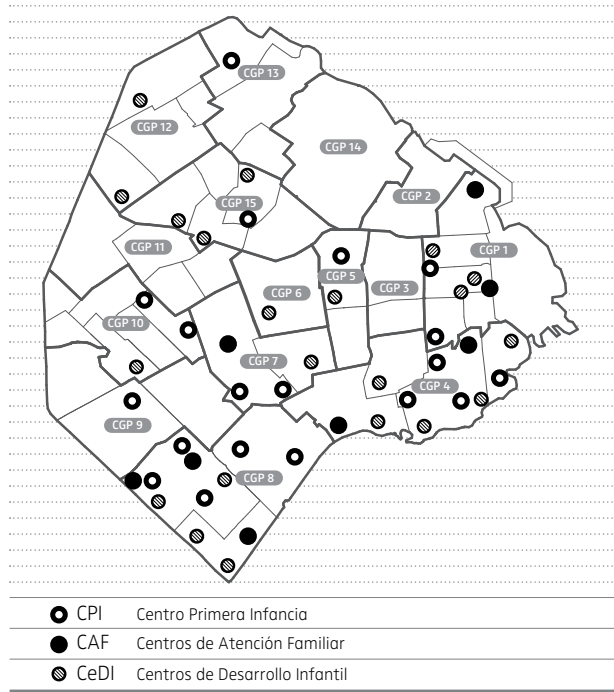 CGP 13
CGP 12
CGP 14
CGP 2
CGP 15
CGP 1
CGP 11
CGP 5
CGP 3
CGP 6
CGP 10
CGP 7
CGP 4
CGP 9
CGP 8
CPI Centro Primera Infancia
CAF Centros de Atención Familiar
CeDI Centros de Desarrollo Infantil